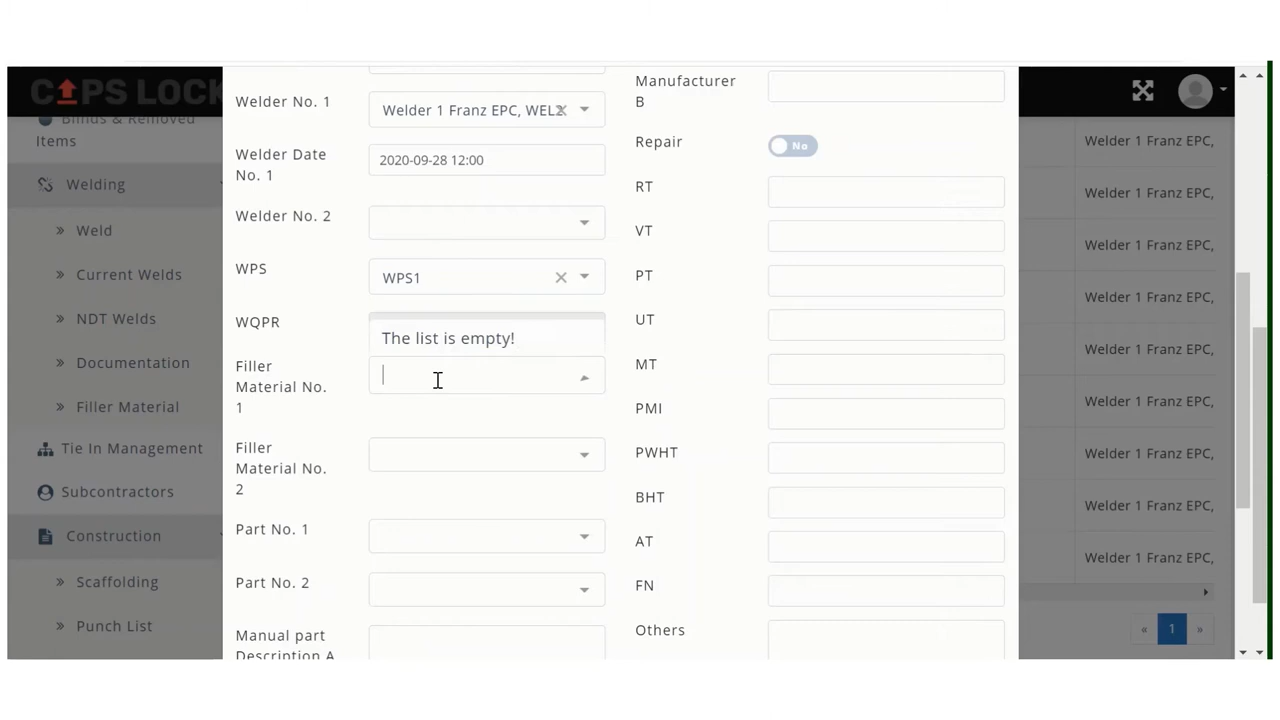 CAPS LOCK
Blinds & Removed
Items
Welding
Weld
Current Welds
NDT Welds
Documentation
Filler Material
Tie In Management
Subcontractors
Construction
Scaffolding
Punch List
Welder No. 1
Welder 1 Franz EPC, WEL
Welder Date
No. 1
2020-09-28 12:00
Welder No. 2
WPS
WPS1
WQPR
The list is empty!
Filler
Material No.
1
Filler
Material No.
2
Part No. 1
Part No. 2
Manual part
Description A
Manufacturer
B
Repair
No
RT
VT
PT
UT
MT
PMI
PWHT
BHT
AT
FN
Others
Welder 1 Franz EPC,
Welder 1 Franz EPC,
Welder 1 Franz EPC,
Welder 1 Franz EPC,
Welder 1 Franz EPC,
Welder 1 Franz EPC,
Welder 1 Franz EPC,
Welder 1 Franz EPC,
Welder 1 Franz EPC,
« 1 »